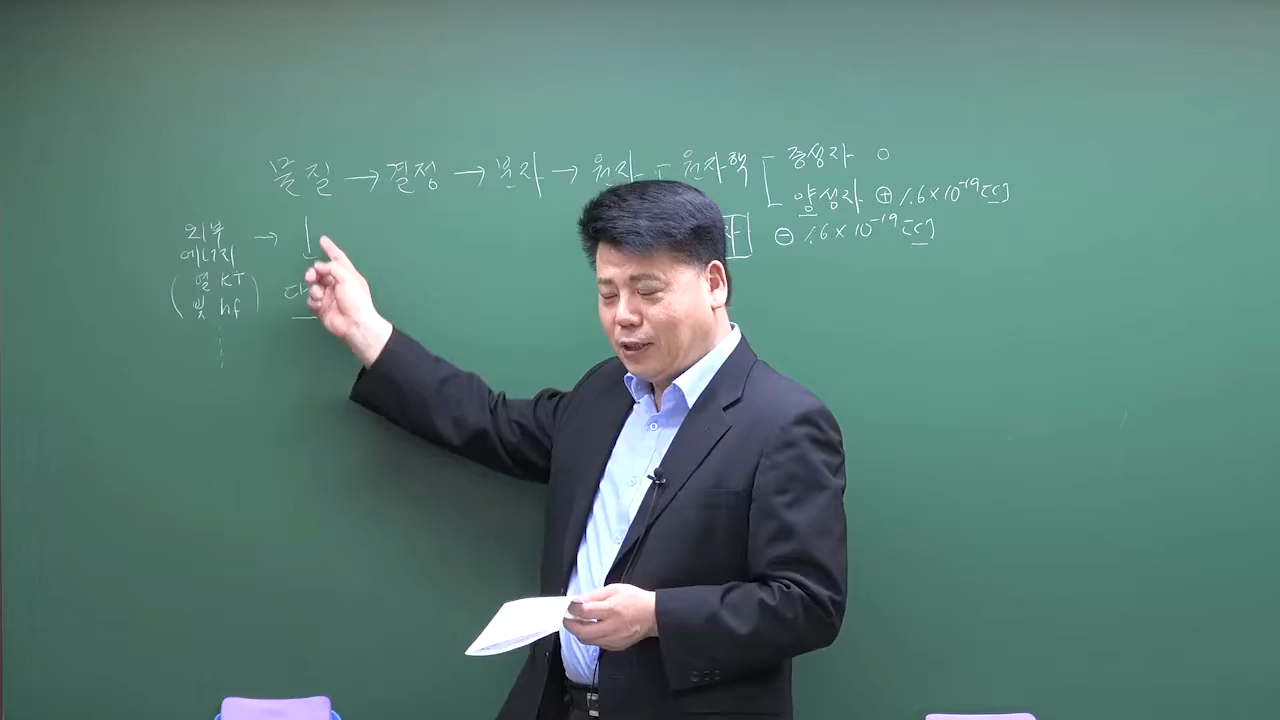 물질 → 결정 → 분자 → 원자 원자핵 중성자 0
양성자 ⊕ 1.6×10⁻¹⁹[C]
자 ⊖ 1.6×10⁻¹⁹[C]
외부 → ↓
에너지
(열 KT
빛 hf)